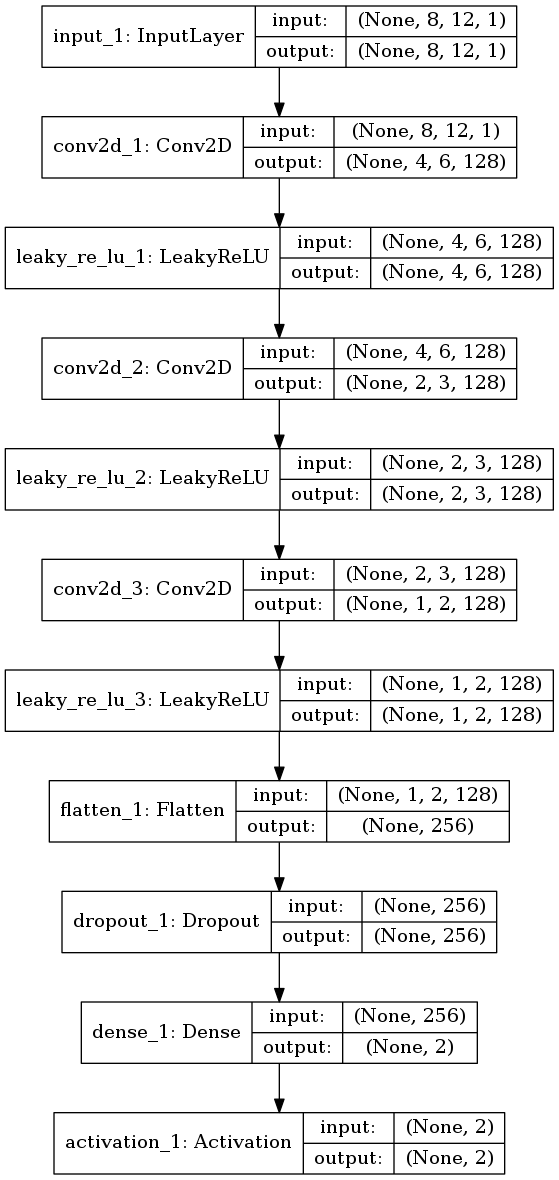 input_1: InputLayer
input: (None, 8, 12, 1)
output: (None, 8, 12, 1)
conv2d_1: Conv2D
input: (None, 8, 12, 1)
output: (None, 4, 6, 128)
leaky_re_lu_1: LeakyReLU
input: (None, 4, 6, 128)
output: (None, 4, 6, 128)
conv2d_2: Conv2D
input: (None, 4, 6, 128)
output: (None, 2, 3, 128)
leaky_re_lu_2: LeakyReLU
input: (None, 2, 3, 128)
output: (None, 2, 3, 128)
conv2d_3: Conv2D
input: (None, 2, 3, 128)
output: (None, 1, 2, 128)
leaky_re_lu_3: LeakyReLU
input: (None, 1, 2, 128)
output: (None, 1, 2, 128)
flatten_1: Flatten
input: (None, 1, 2, 128)
output: (None, 256)
dropout_1: Dropout
input: (None, 256)
output: (None, 256)
dense_1: Dense
input: (None, 256)
output: (None, 2)
activation_1: Activation
input: (None, 2)
output: (None, 2)